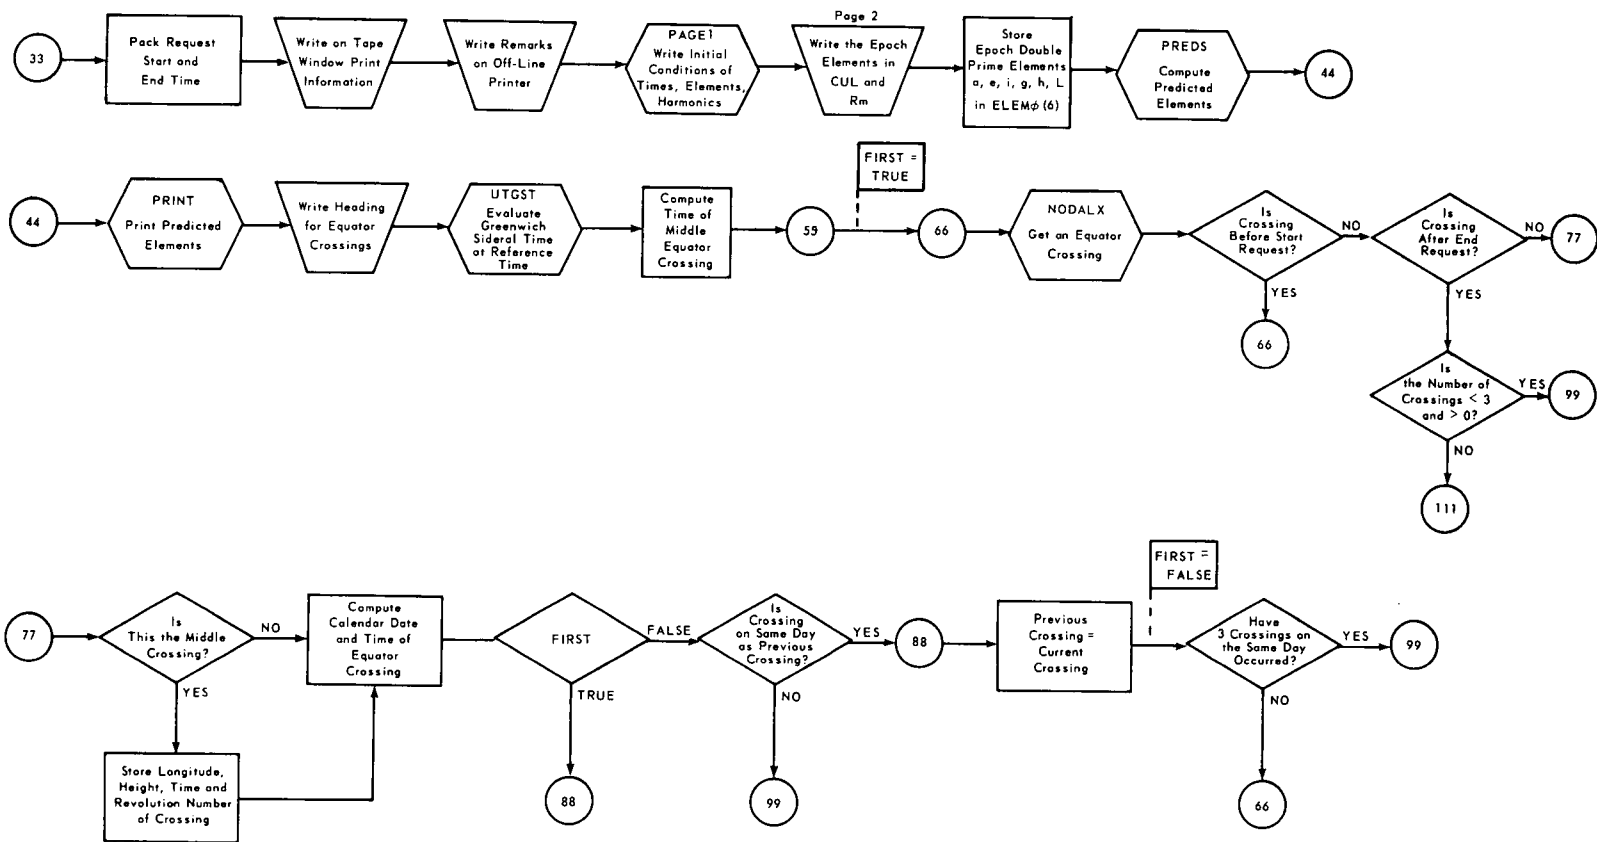 33
Pack Request
Start and
End Time
Write on Tape
Window Print
Information
Write Remarks
on Off-Line
Printer
PAGE1
Write Initial
Conditions of
Times, Elements,
Harmonics
Page 2
Write the Epoch
Elements in
CUL and
Rm
Store
Epoch Double
Prime Elements
a, e, i, g, h, L
in ELEMϕ(6)
PREDS
Compute
Predicted
Elements
44
44
PRINT
Print Predicted
Elements
Write Heading
for Equator
Crossings
UTGST
Evaluate
Greenwich
Sideral Time
at Reference
Time
Compute
Time of
Middle
Equator
Crossing
55
FIRST =
TRUE
66
NODALX
Get an Equator
Crossing
Is
Crossing
Before Start
Request?
NO
YES
66
Is
Crossing
After End
Request?
NO
77
YES
Is
the Number of
Crossings < 3
and > 0?
YES
99
NO
111
77
Is
This the Middle
Crossing?
NO
YES
Store Longitude,
Height, Time and
Revolution Number
of Crossing
Compute
Calendar Date
and Time of
Equator
Crossing
FIRST
FALSE
TRUE
88
Is
Crossing
on Same Day
as Previous
Crossing?
YES
NO
99
88
Previous
Crossing =
Current
Crossing
FIRST =
FALSE
Have
3 Crossings on
the Same Day
Occurred?
YES
99
NO
66